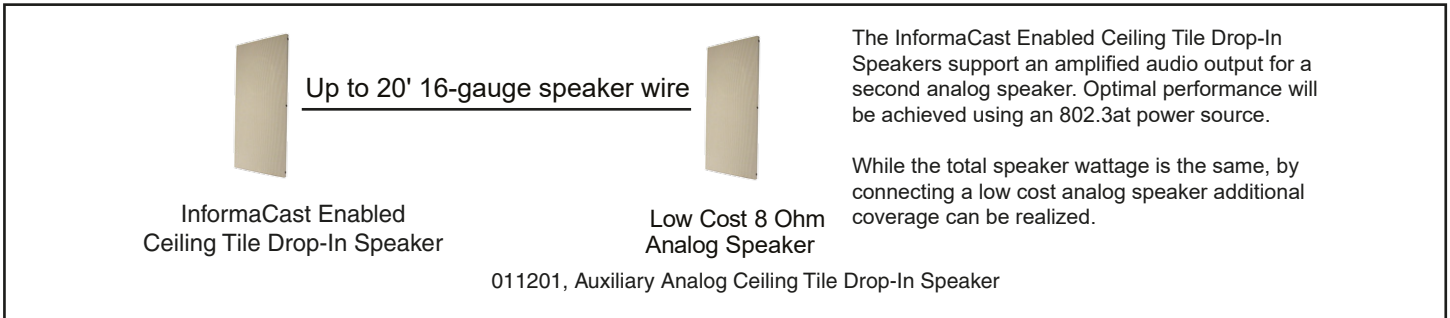 Up to 20' 16-gauge speaker wire
InformaCast Enabled
Ceiling Tile Drop-In Speaker
Low Cost 8 Ohm
Analog Speaker
The InformaCast Enabled Ceiling Tile Drop-In
Speakers support an amplified audio output for a
second analog speaker. Optimal performance will
be achieved using an 802.3at power source.
While the total speaker wattage is the same, by
connecting a low cost analog speaker additional
coverage can be realized.
011201, Auxiliary Analog Ceiling Tile Drop-In Speaker